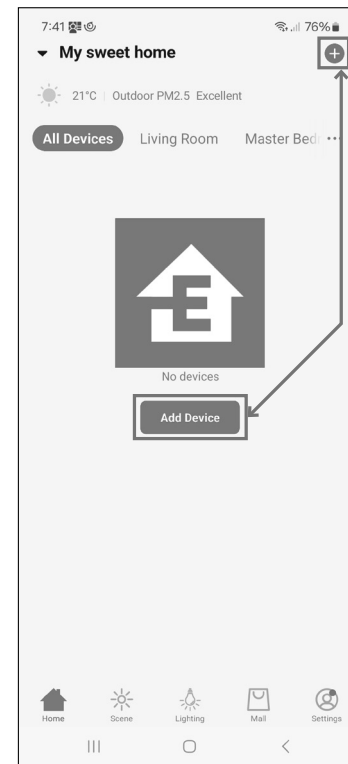 7:41
76%
My sweet home
21°C Outdoor PM2.5 Excellent
All Devices Living Room Master Bed ...
E
No devices
Add Device
Home Scene Lighting Mall Settings